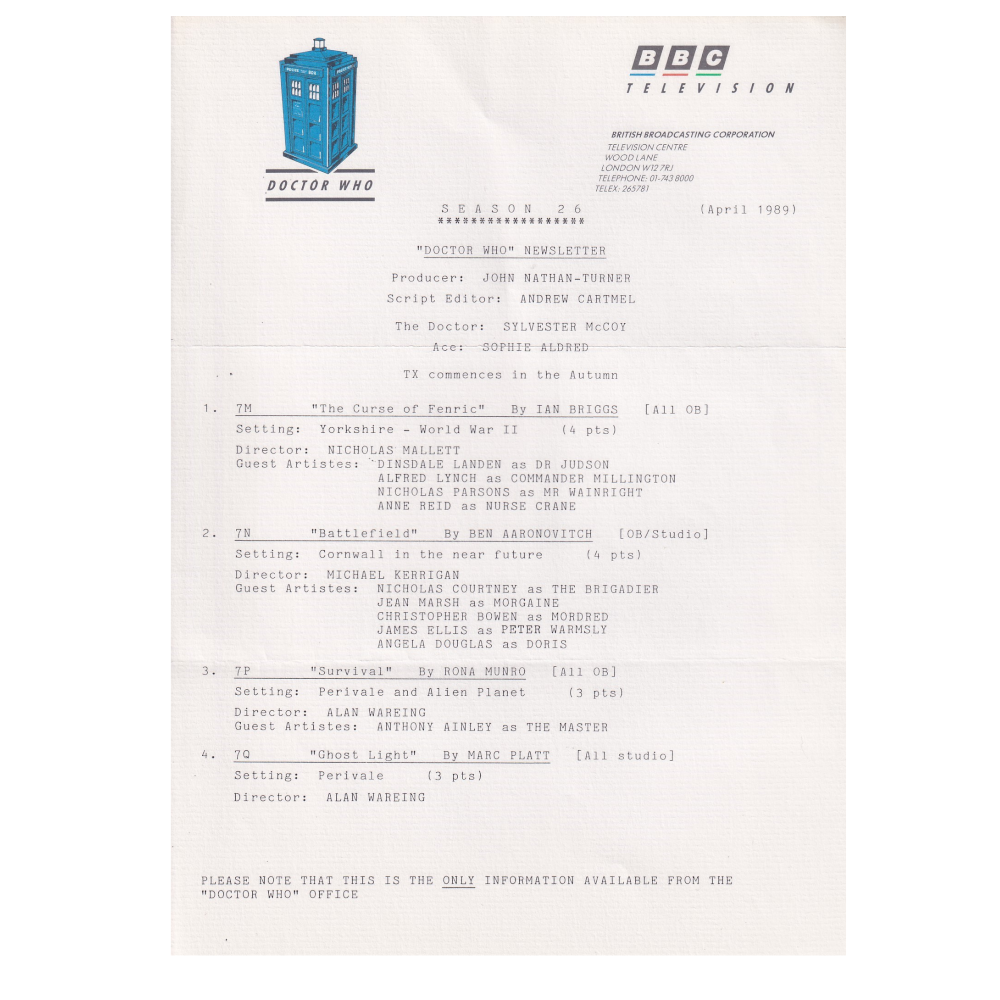 BBC
TELEVISION
BRITISH BROADCASTING CORPORATION
TELEVISION CENTRE
WOOD LANE
LONDON W12 7RJ
TELEPHONE: 01-743 8000
TELEX: 265781
DOCTOR WHO
SEASON 26 (April 1989)
******************
"DOCTOR WHO" NEWSLETTER
Producer: JOHN NATHAN-TURNER
Script Editor: ANDREW CARTMEL
The Doctor: SYLVESTER McCOY
Ace: SOPHIE ALDRED
TX commences in the Autumn
1. 7M "The Curse of Fenric" By IAN BRIGGS [All OB]
Setting: Yorkshire - World War II (4 pts)
Director: NICHOLAS MALLETT
Guest Artistes: DINSDALE LANDEN as DR JUDSON
ALFRED LYNCH as COMMANDER MILLINGTON
NICHOLAS PARSONS as MR WAINRIGHT
ANNE REID as NURSE CRANE
2. 7N "Battlefield" By BEN AARONOVITCH [OB/Studio]
Setting: Cornwall in the near future (4 pts)
Director: MICHAEL KERRIGAN
Guest Artistes: NICHOLAS COURTNEY as THE BRIGADIER
JEAN MARSH as MORGAINE
CHRISTOPHER BOWEN as MORDRED
JAMES ELLIS as PETER WARMSLY
ANGELA DOUGLAS as DORIS
3. 7P "Survival" By RONA MUNRO [All OB]
Setting: Perivale and Alien Planet (3 pts)
Director: ALAN WAREING
Guest Artistes: ANTHONY AINLEY as THE MASTER
4. 7Q "Ghost Light" By MARC PLATT [All studio]
Setting: Perivale (3 pts)
Director: ALAN WAREING
PLEASE NOTE THAT THIS IS THE ONLY INFORMATION AVAILABLE FROM THE
"DOCTOR WHO" OFFICE